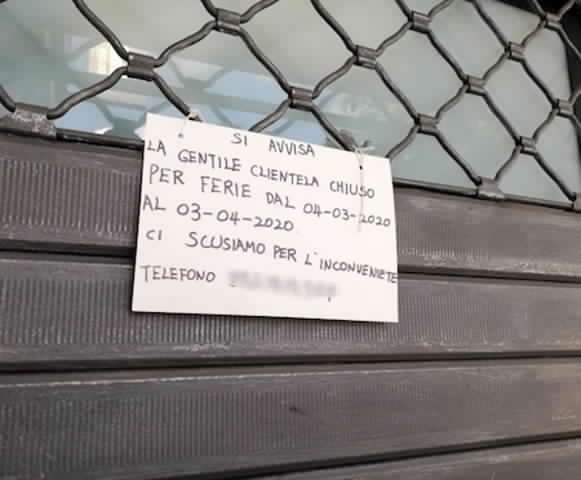 SI AVVISA
LA GENTILE CLIENTELA CHIUSO
PER FERIE DAL 04-03-2020
AL 03-04-2020
CI SCUSIAMO PER L'INCONVENIETE
TELEFONO